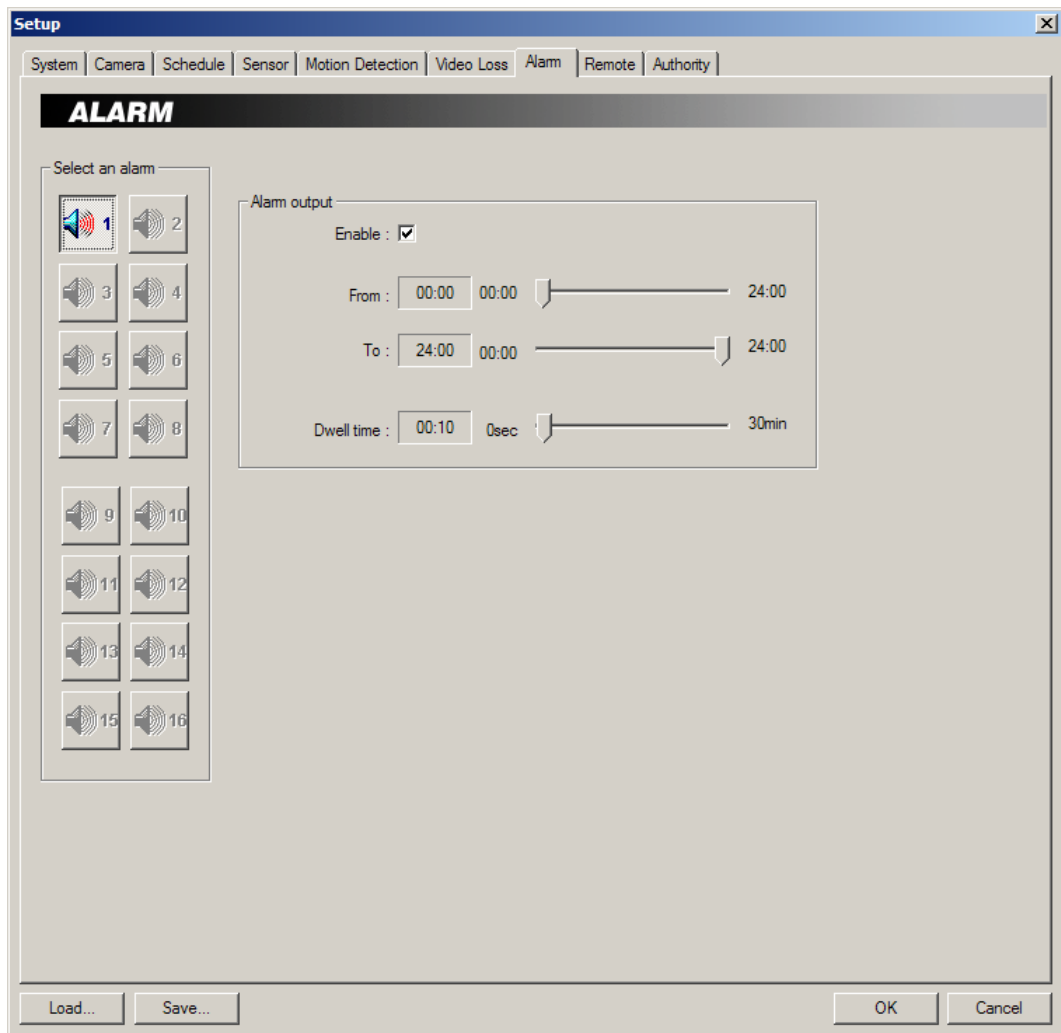 Setup
System Camera Schedule Sensor Motion Detection Video Loss Alarm Remote Authority
ALARM
Select an alarm
1 2
3 4
5 6
7 8
9 10
11 12
13 14
15 16
Alarm output
Enable :
From : 00:00 00:00 24:00
To : 24:00 00:00 24:00
Dwell time : 00:10 0sec 30min
Load... Save... OK Cancel